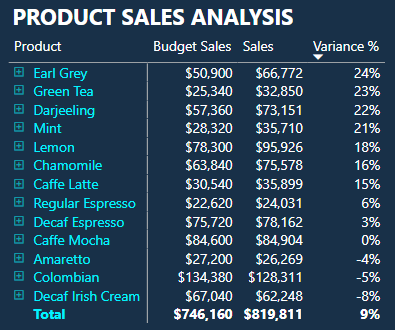 PRODUCT SALES ANALYSIS
Product Budget Sales Sales Variance %
Earl Grey $50,900 $66,772 24%
Green Tea $25,340 $32,850 23%
Darjeeling $57,360 $73,151 22%
Mint $28,320 $35,710 21%
Lemon $78,300 $95,926 18%
Chamomile $63,840 $75,578 16%
Caffe Latte $30,540 $35,899 15%
Regular Espresso $22,620 $24,031 6%
Decaf Espresso $75,720 $78,162 3%
Caffe Mocha $84,600 $84,904 0%
Amaretto $27,200 $26,269 -4%
Colombian $134,380 $128,311 -5%
Decaf Irish Cream $67,040 $62,248 -8%
Total $746,160 $819,811 9%